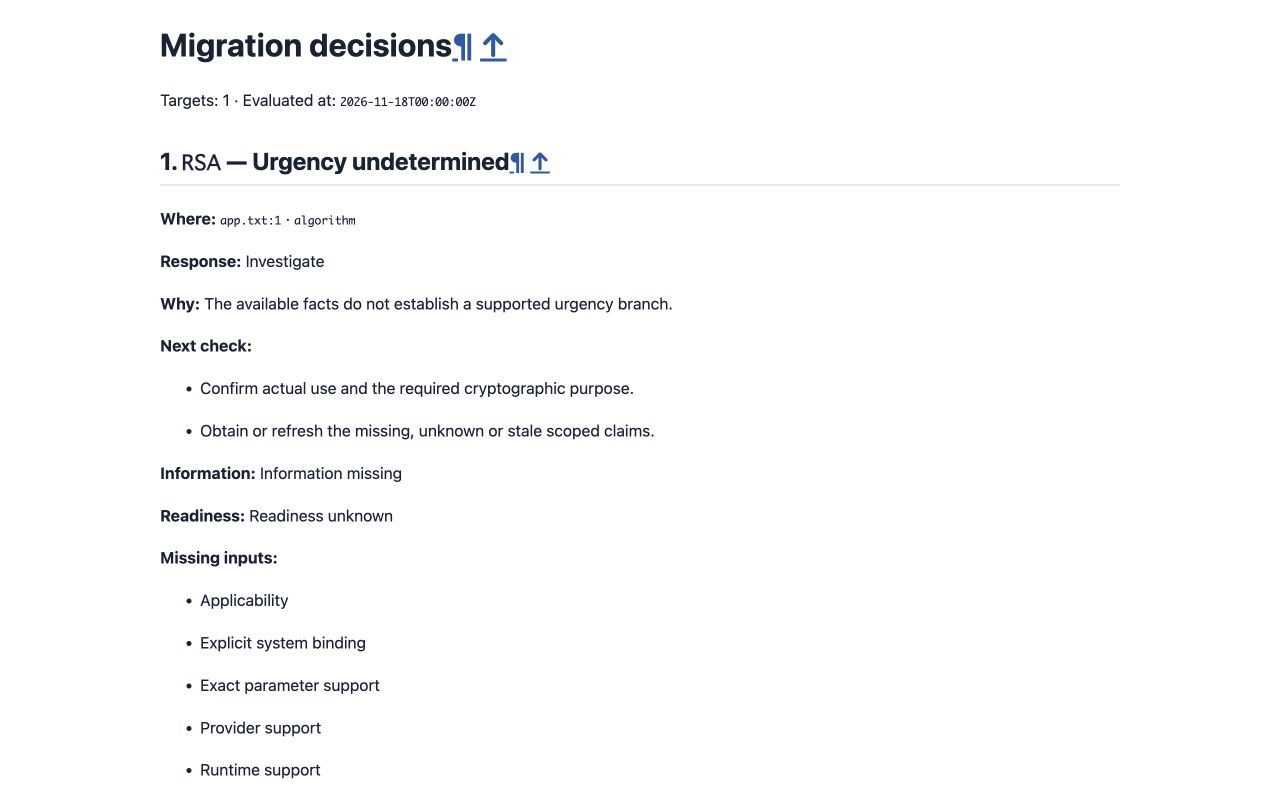 Migration decisions¶ ↑
Targets: 1 · Evaluated at: 2026-11-18T00:00:00Z
1. RSA — Urgency undetermined¶ ↑
Where: app.txt:1 · algorithm
Response: Investigate
Why: The available facts do not establish a supported urgency branch.
Next check:
• Confirm actual use and the required cryptographic purpose.
• Obtain or refresh the missing, unknown or stale scoped claims.
Information: Information missing
Readiness: Readiness unknown
Missing inputs:
• Applicability
• Explicit system binding
• Exact parameter support
• Provider support
• Runtime support